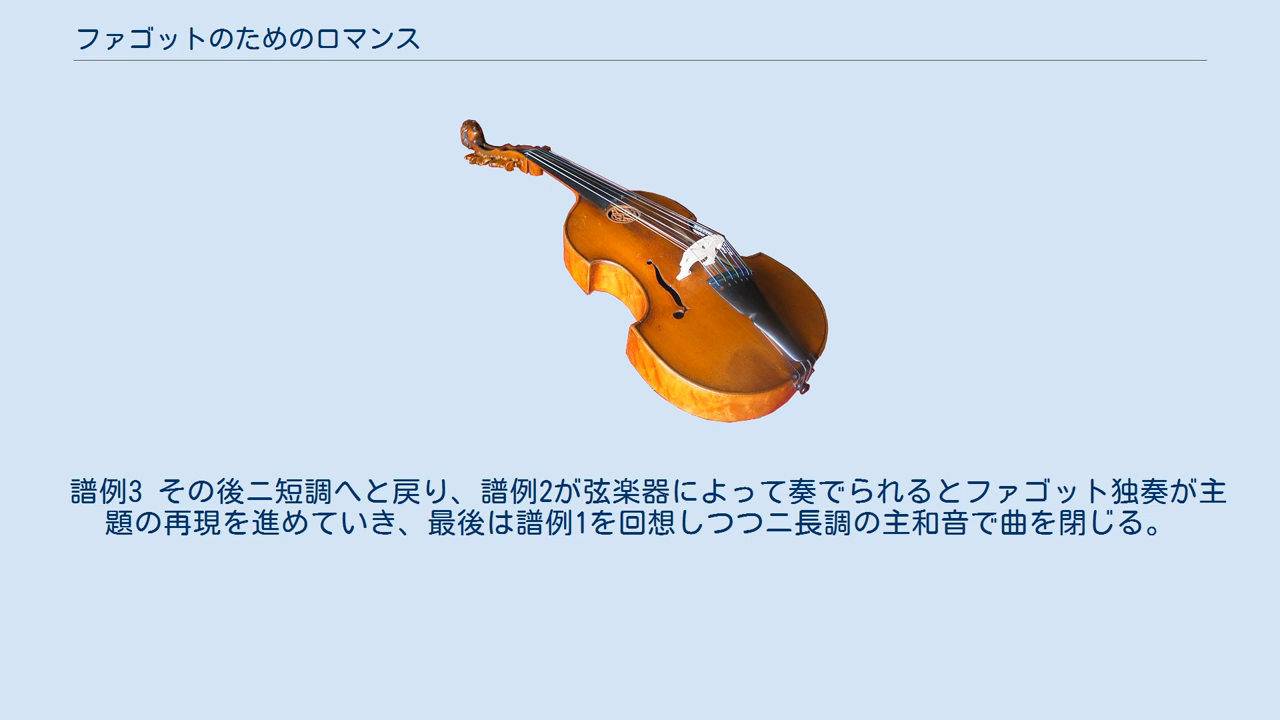 ファゴットのためのロマンス
譜例3 その後ニ短調へと戻り、譜例2が弦楽器によって奏でられるとファゴット独奏が主
題の再現を進めていき、最後は譜例1を回想しつつニ長調の主和音で曲を閉じる。